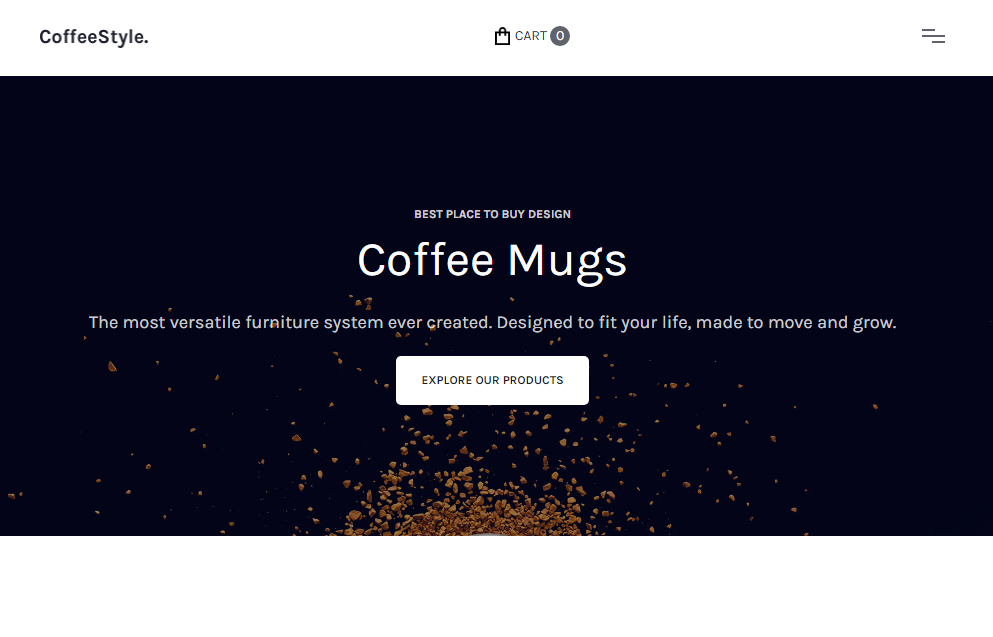 CoffeeStyle.
CART 0
BEST PLACE TO BUY DESIGN
Coffee Mugs
The most versatile furniture system ever created. Designed to fit your life, made to move and grow.
EXPLORE OUR PRODUCTS